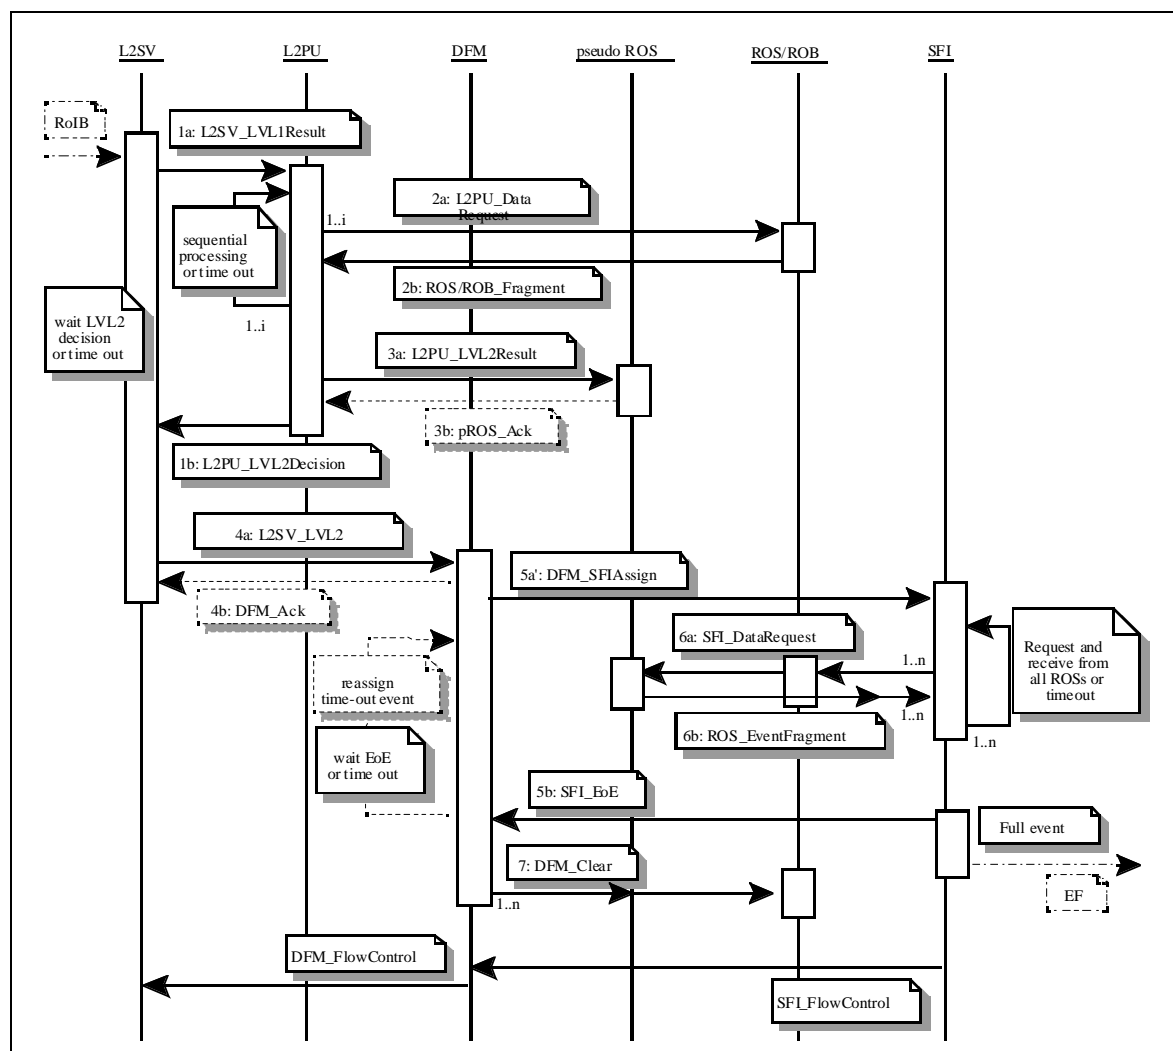 L2SV
L2PU
DFM
pseudo ROS
ROS/ROB
SFI
RoIB
1a: L2SV_LVL1Result
2a: L2PU_Data
Request
1..i
sequential
processing
or time out
2b: ROS/ROB_Fragment
wait LVL2
decision
or time out
1..i
3a: L2PU_LVL2Result
3b: pROS_Ack
1b: L2PU_LVL2Decision
4a: L2SV_LVL2
5a': DFM_SFIAssign
4b: DFM_Ack
6a: SFI_DataRequest
Request and
receive from
all ROSs or
timeout
1..n
reassign
time-out event
1..n
6b: ROS_EventFragment
1..n
wait EoE
or time out
5b: SFI_EoE
Full event
7: DFM_Clear
EF
1..n
DFM_FlowControl
SFI_FlowControl